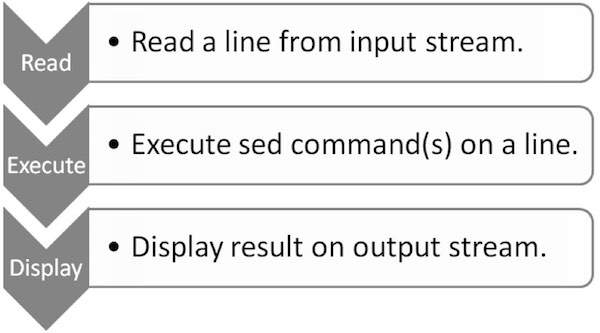 Read
• Read a line from input stream.
Execute
• Execute sed command(s) on a line.
Display
• Display result on output stream.